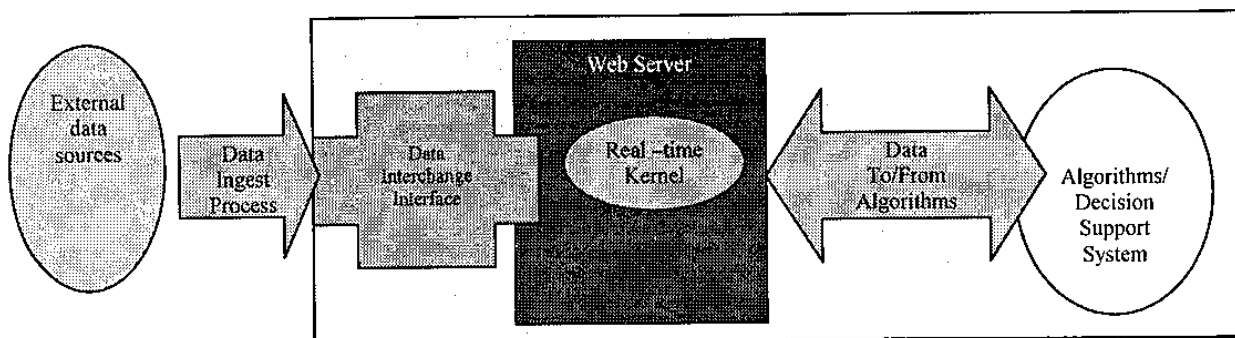 External
data
sources
Data
Ingest
Process
Data
Interchange
Interface
Web Server
Real –time
Kernel
Data
To/From
Algorithms
Algorithms/
Decision
Support
System